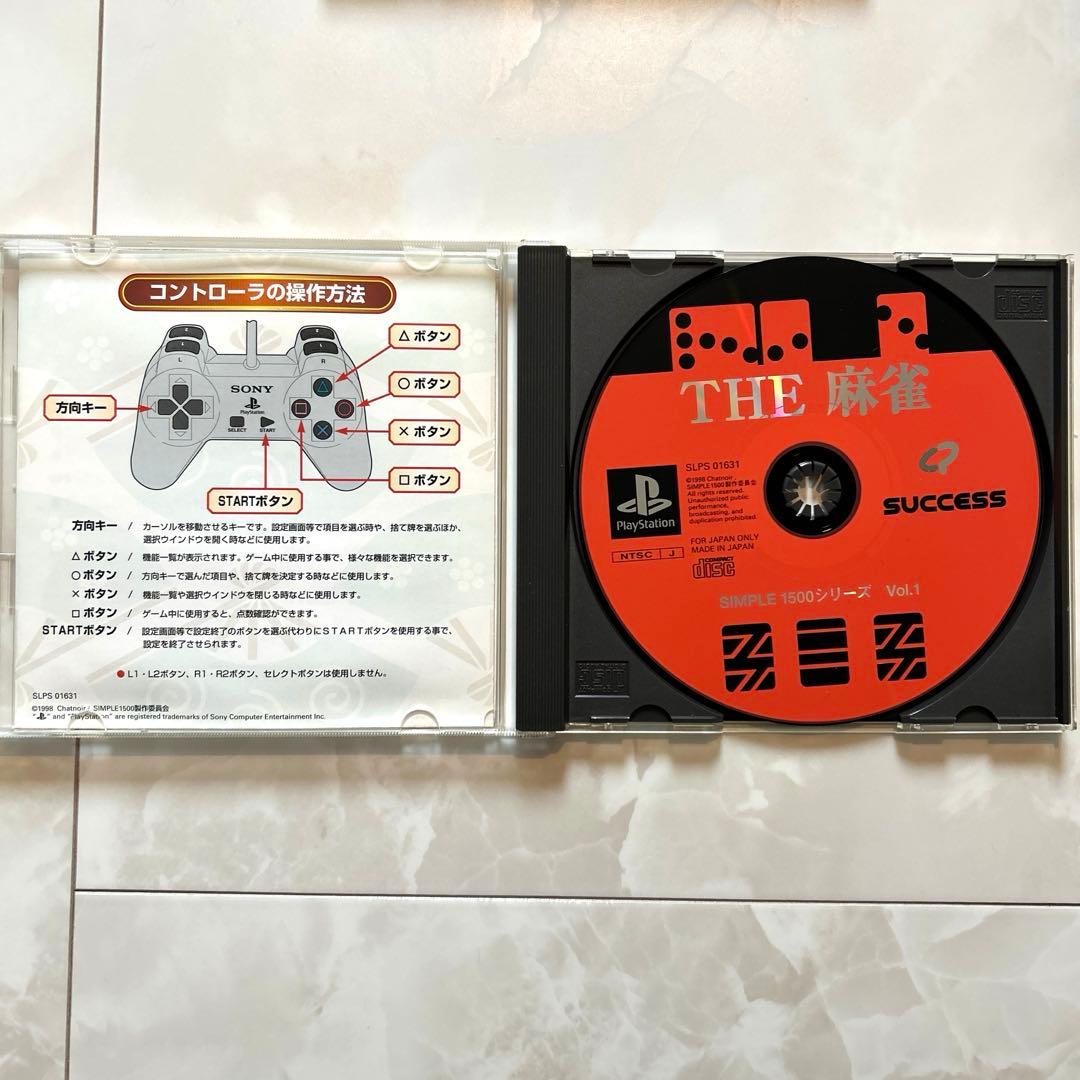 コントローラの操作方法
L
R
SONY
PlayStation
SELECT
START
△ ボタン
○ ボタン
× ボタン
□ ボタン
方向キー
STARTボタン
方向キー / カーソルを移動させるキーです。設定画面等で項目を選ぶ時や、捨て牌を選ぶほか、
選択ウインドウを開く時などに使用します。
△ ボタン / 機能一覧が表示されます。ゲーム中に使用する事で、様々な機能を選択できます。
○ ボタン / 方向キーで選んだ項目や、捨て牌を決定する時などに使用します。
× ボタン / 機能一覧や選択ウインドウを閉じる時などに使用します。
□ ボタン / ゲーム中に使用すると、点数確認ができます。
STARTボタン / 設定画面等で設定終了のボタンを選ぶ代わりにSTARTボタンを使用する事で、
設定を終了させられます。
● L1・L2ボタン、R1・R2ボタン、セレクトボタンは使用しません。
SLPS 01631
©1998 Chatnoir / SIMPLE1500製作委員会
" " and "PlayStation" are registered trademarks of Sony Computer Entertainment Inc.
THE 麻雀
SLPS 01631
©1998 Chatnoir /
SIMPLE1500製作委員会
All rights reserved.
Unauthorized public
performance,
broadcasting, and
duplication prohibited.
PlayStation
NTSC J
FOR JAPAN ONLY
MADE IN JAPAN
COMPACT
disc
SUCCESS
SIMPLE 1500シリーズ Vol.1
disc